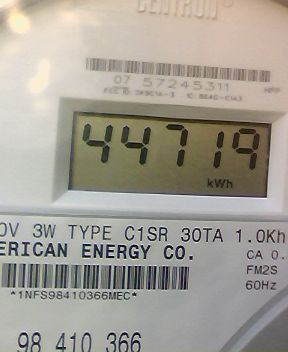 CENTRON®
07 57245311
44719
kWh
0V 3W TYPE C1SR 30TA 1.0Kh
ERICAN ENERGY CO.
CA 0.
FM2S
*1NFS98410366MEC*
60Hz
98 410 366